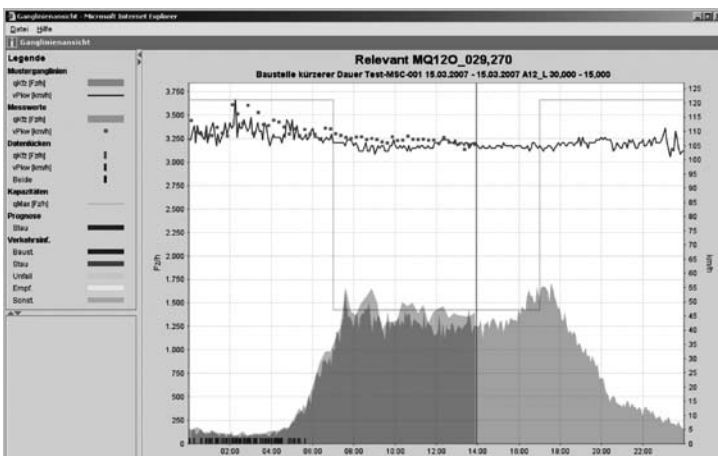 Ganglinienansicht - Microsoft Internet Explorer
Datei Hilfe
Ganglinienansicht
Legende
Musterganglinien
qKfz [Fz/h]
vPkw [km/h]
Messwerte
qKfz [Fz/h]
vPkw [km/h]
Datenlücken
qKfz [Fz/h]
vPkw [km/h]
Beide
Kapazitäten
qMax [Fz/h]
Prognose
Stau
Verkehrsinf.
Baust.
Stau
Unfall
Empf.
Sonst.
Relevant MQ12O_029,270
Baustelle kürzerer Dauer Test-MSC-001 15.03.2007 - 15.03.2007 A12_L 30,000 - 15,000
Fz/h
3.750
3.500
3.250
3.000
2.750
2.500
2.250
2.000
1.750
1.500
1.250
1.000
750
500
250
0
km/h
125
120
115
110
105
100
95
90
85
80
75
70
65
60
55
50
45
40
35
30
25
20
15
10
5
0
02:00 04:00 06:00 08:00 10:00 12:00 14:00 16:00 18:00 20:00 22:00